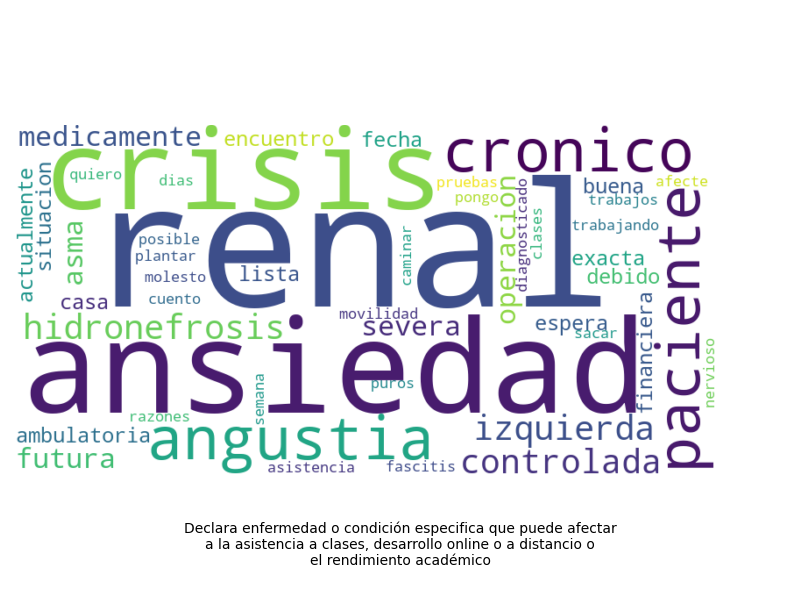 medicamente
crisis
encuentro
fecha
cronico
quiero
dias
pruebas
pongo
buena
afecte
trabajos
actualmente
situacion
asma
renal
posible
plantar
molesto
cuento
lista
caminar
operacion
diagnosticado
clases
trabajando
exacta
debido
paciente
casa
hidronefrosis
movilidad
severa
espera
sacar
financiera
nervioso
ansiedad
puros
semana
razones
ambulatoria
angustia
izquierda
futura
asistencia
fascitis
controlada
Declara enfermedad o condición especifica que puede afectar
a la asistencia a clases, desarrollo online o a distancio o
el rendimiento académico